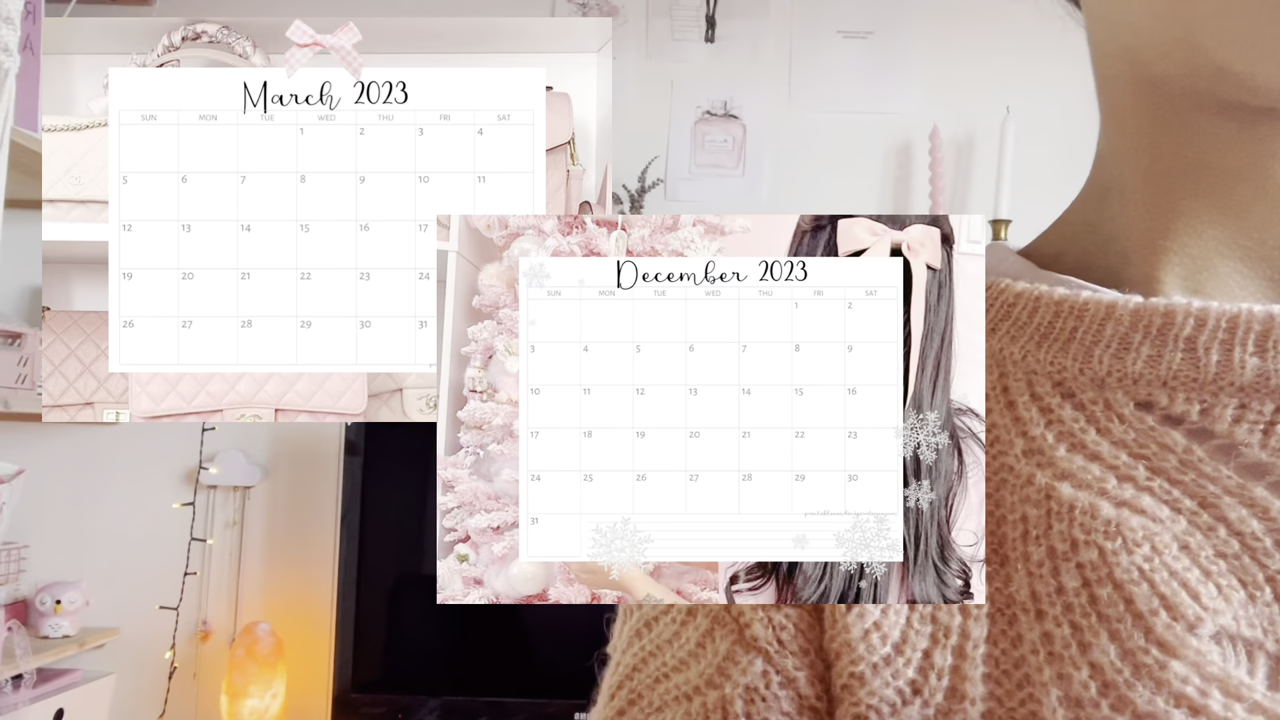 March 2023
SUN MON TUE WED THU FRI SAT
1 2 3 4
5 6 7 8 9 10 11
12 13 14 15 16 17
19 20 21 22 23 24
26 27 28 29 30 31
December 2023
SUN MON TUE WED THU FRI SAT
1 2
3 4 5 6 7 8 9
10 11 12 13 14 15 16
17 18 19 20 21 22 23
24 25 26 27 28 29 30
31